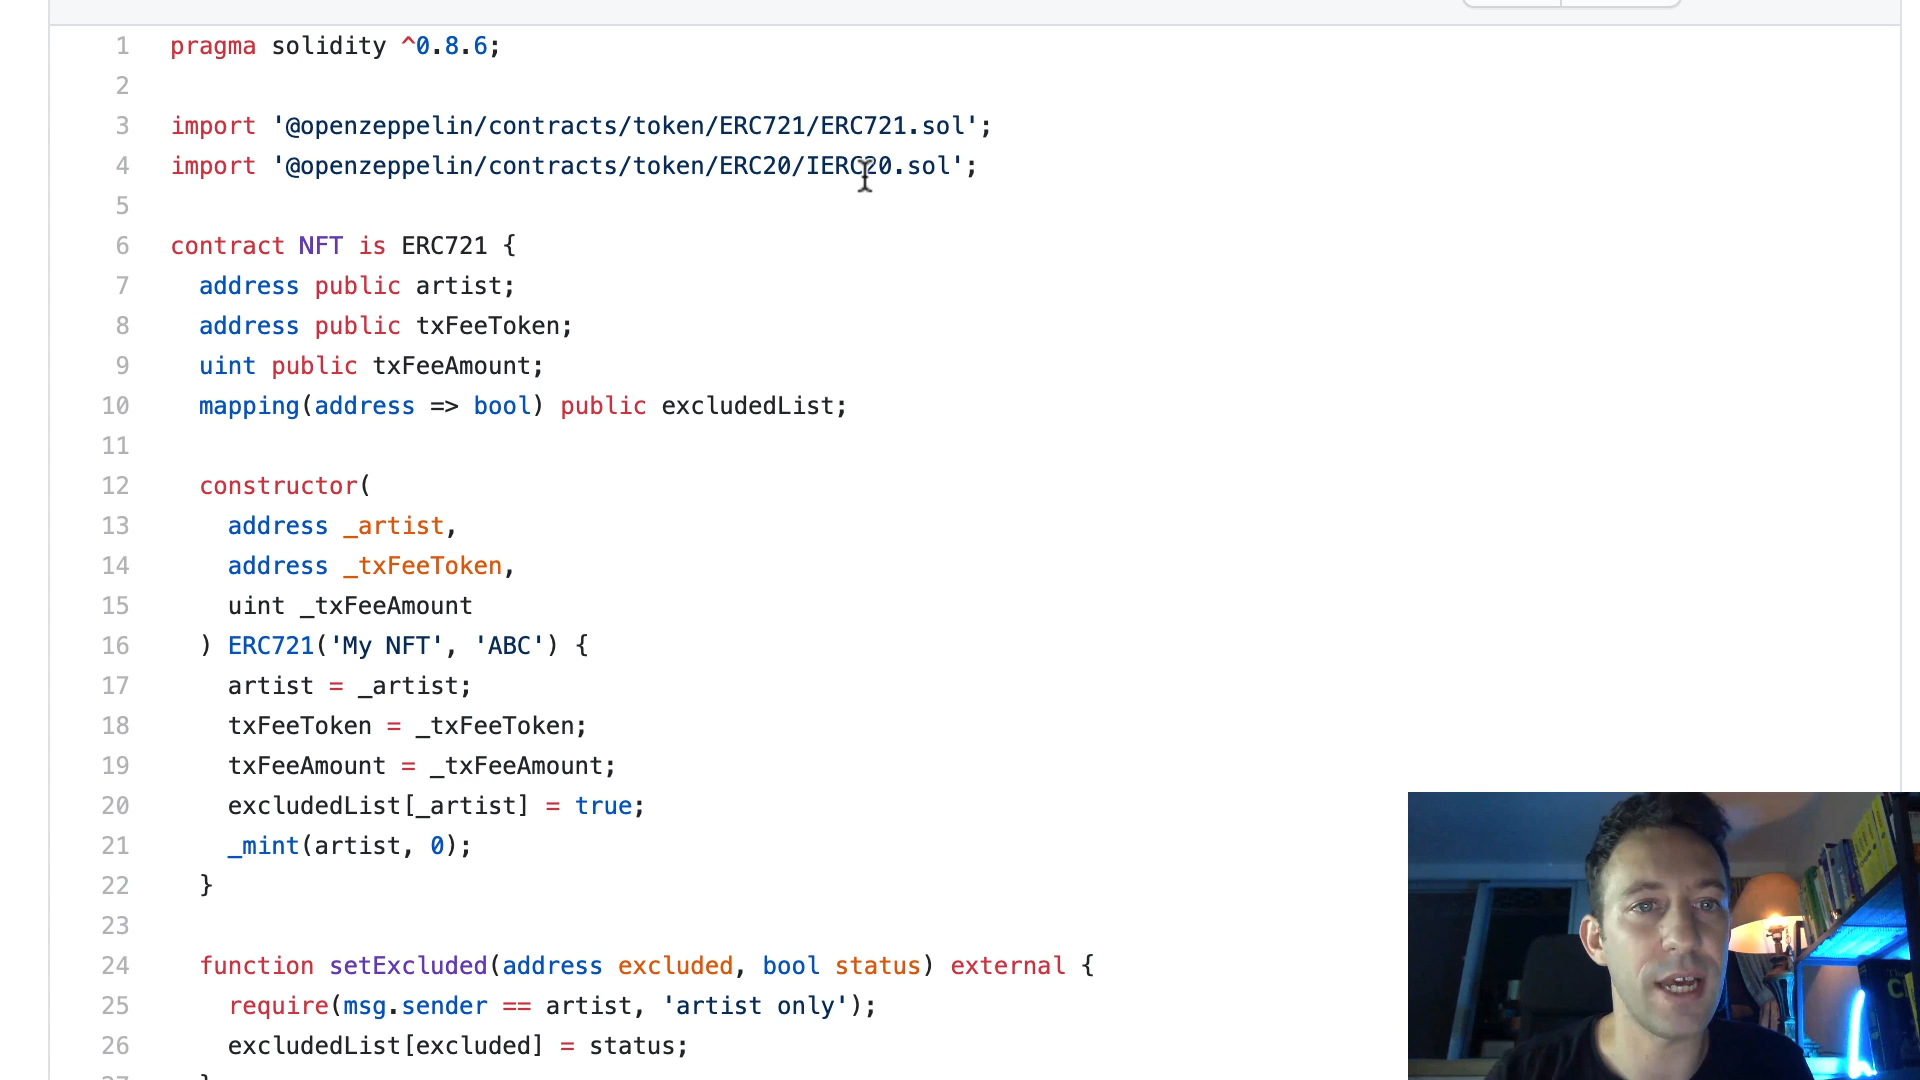 1 pragma solidity ^0.8.6;
2
3 import '@openzeppelin/contracts/token/ERC721/ERC721.sol';
4 import '@openzeppelin/contracts/token/ERC20/IERC20.sol';
5
6 contract NFT is ERC721 {
7 address public artist;
8 address public txFeeToken;
9 uint public txFeeAmount;
10 mapping(address => bool) public excludedList;
11
12 constructor(
13 address _artist,
14 address _txFeeToken,
15 uint _txFeeAmount
16 ) ERC721('My NFT', 'ABC') {
17 artist = _artist;
18 txFeeToken = _txFeeToken;
19 txFeeAmount = _txFeeAmount;
20 excludedList[_artist] = true;
21 _mint(artist, 0);
22 }
23
24 function setExcluded(address excluded, bool status) external {
25 require(msg.sender == artist, 'artist only');
26 excludedList[excluded] = status;